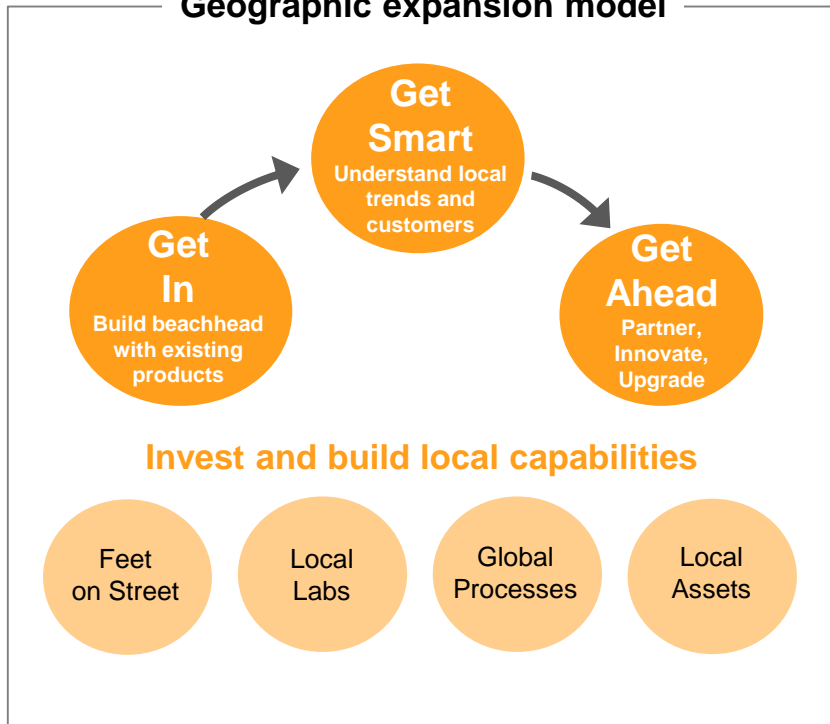 Geographic expansion model
Get
Smart
Understand local
trends and
customers
Get
In
Build beachhead
with existing
products
Get
Ahead
Partner,
Innovate,
Upgrade
Invest and build local capabilities
Feet
on Street
Local
Labs
Global
Processes
Local
Assets